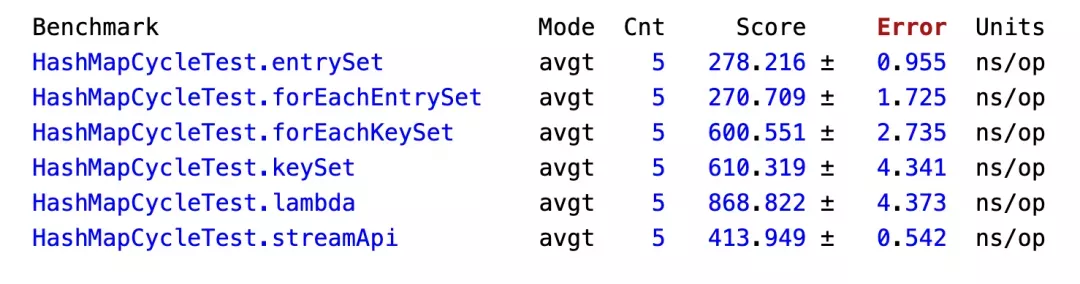 Benchmark Mode Cnt Score Error Units
HashMapCycleTest.entrySet avgt 5 278.216 ± 0.955 ns/op
HashMapCycleTest.forEachEntrySet avgt 5 270.709 ± 1.725 ns/op
HashMapCycleTest.forEachKeySet avgt 5 600.551 ± 2.735 ns/op
HashMapCycleTest.keySet avgt 5 610.319 ± 4.341 ns/op
HashMapCycleTest.lambda avgt 5 868.822 ± 4.373 ns/op
HashMapCycleTest.streamApi avgt 5 413.949 ± 0.542 ns/op